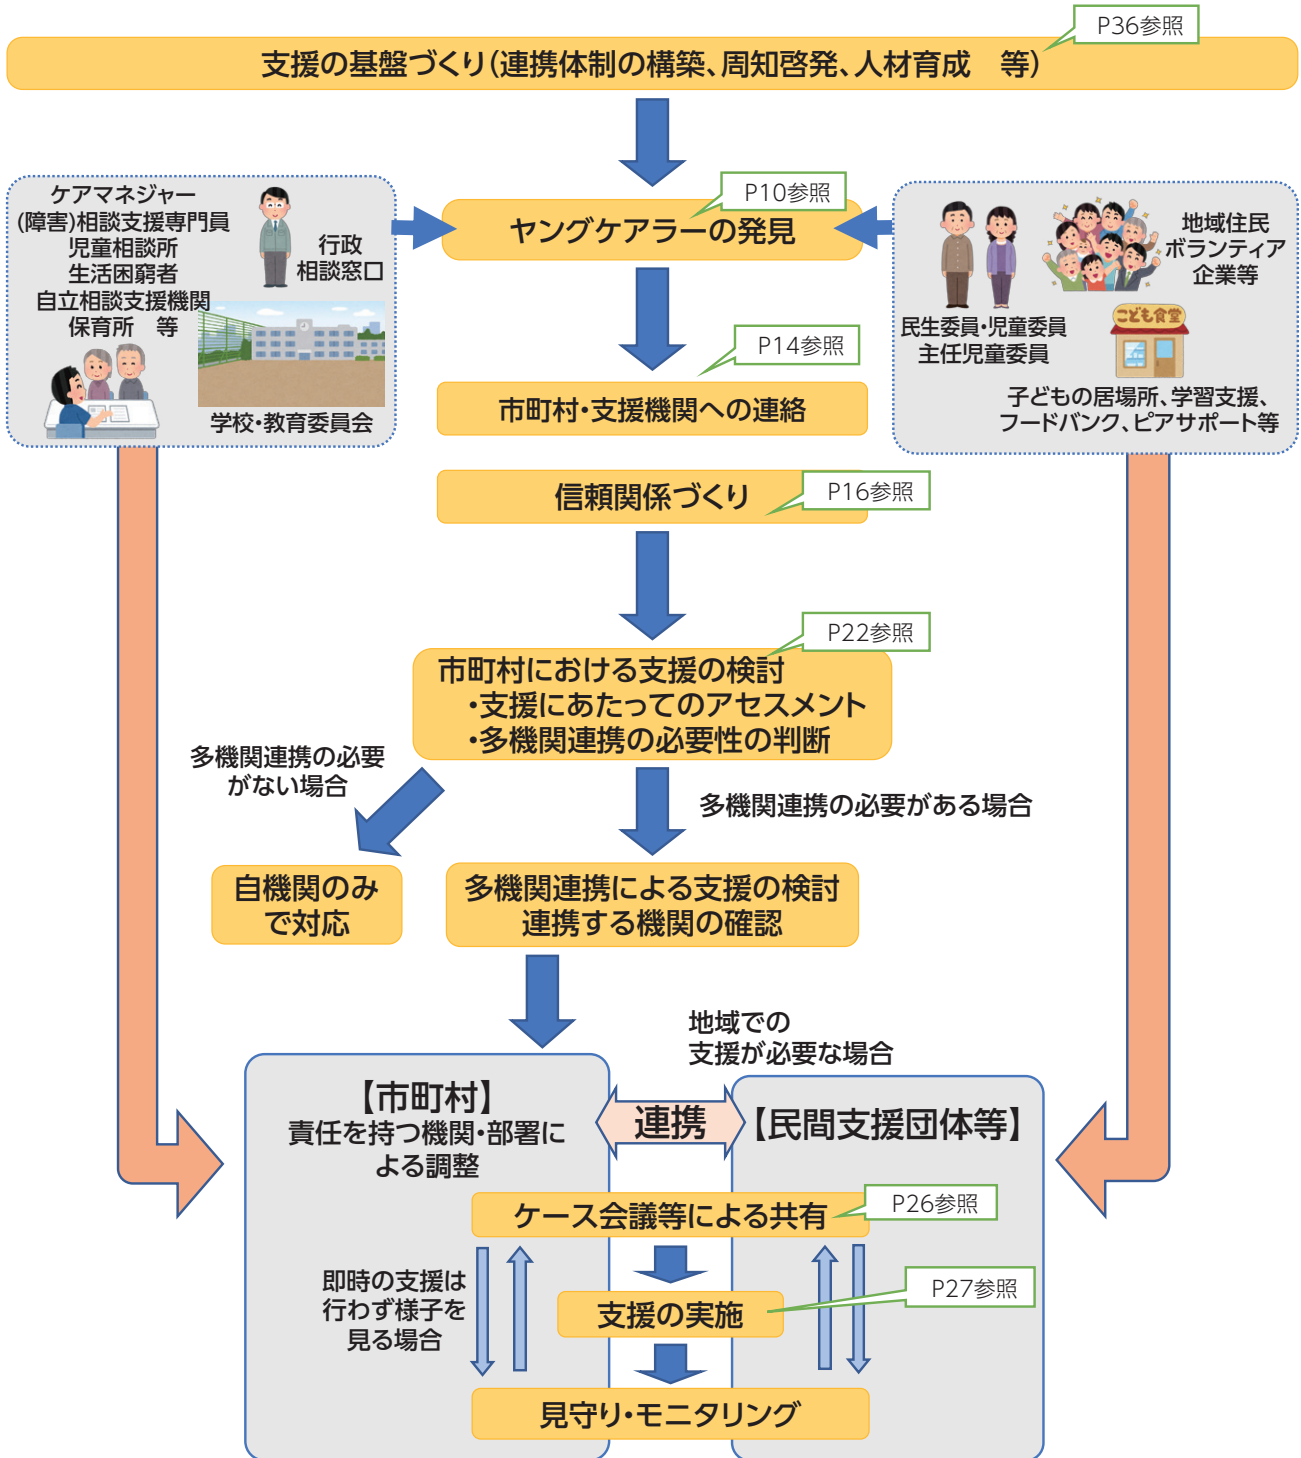 P36参照
支援の基盤づくり(連携体制の構築、周知啓発、人材育成　等)
ケアマネジャー
(障害)相談支援専門員
児童相談所
生活困窮者
自立相談支援機関
保育所　等
行政
相談窓口
学校・教育委員会
P10参照
ヤングケアラーの発見
地域住民
ボランティア
企業等
民生委員・児童委員
主任児童委員
こども食堂
子どもの居場所、学習支援、
フードバンク、ピアサポート等
P14参照
市町村・支援機関への連絡
信頼関係づくり
P16参照
P22参照
市町村における支援の検討
・支援にあたってのアセスメント
・多機関連携の必要性の判断
多機関連携の必要
がない場合
多機関連携の必要がある場合
自機関のみ
で対応
多機関連携による支援の検討
連携する機関の確認
地域での
支援が必要な場合
【市町村】
責任を持つ機関・部署に
よる調整
連携
【民間支援団体等】
ケース会議等による共有
P26参照
即時の支援は
行わず様子を
見る場合
支援の実施
P27参照
見守り・モニタリング